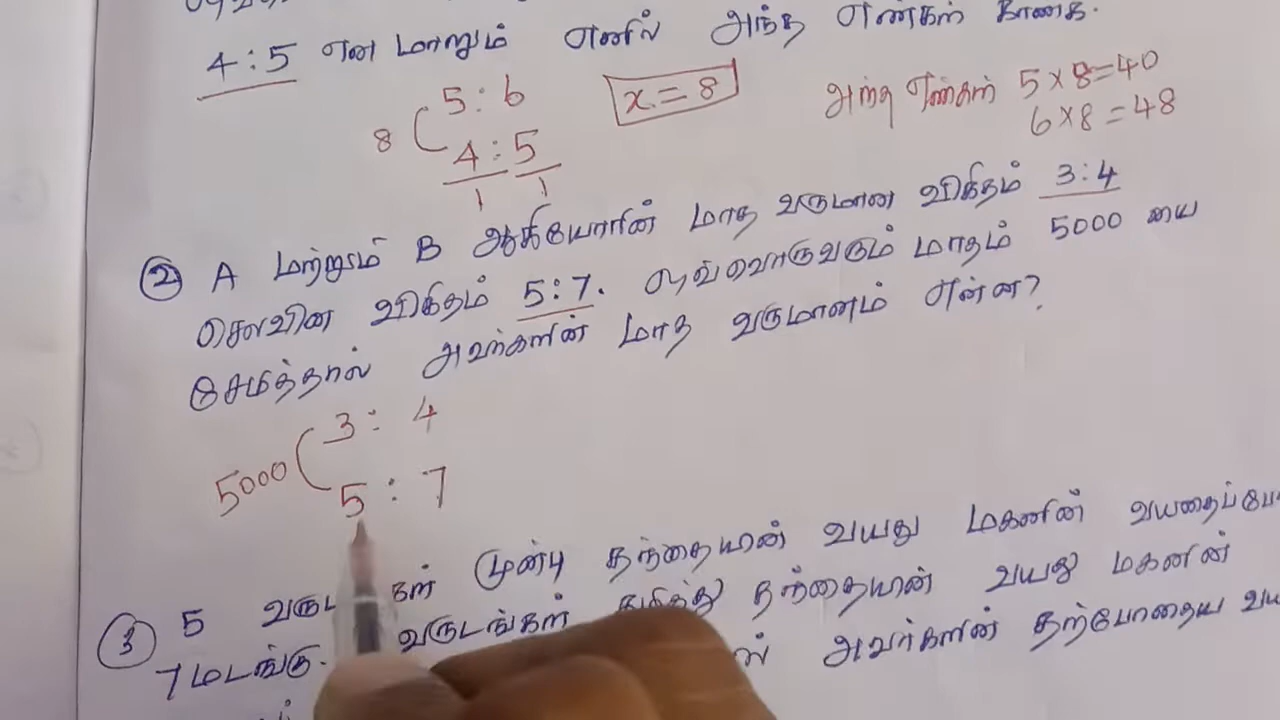 4:5 என மாறும் எனில் அந்த எண்கள் காண்க.
5:6
x=8
அந்த எண்கள் 5×8=40
8
4:5
6×8=48
1 1
② A மற்றும் B ஆகியோரின் மாத வருமான விகிதம் 3:4
செலவின விகிதம் 5:7. ஒவ்வொருவரும் மாதம் 5000 யை
சேமித்தால் அவர்களின் மாத வருமானம் என்ன?
3: 4
5000
5: 7
③ 5 முன்பு தந்தையின் வயது மகனின்
7மடங்கு. வருடங்கள் கழித்து தந்தையின் வயது மகனின்
அவர்களின் தற்போதைய